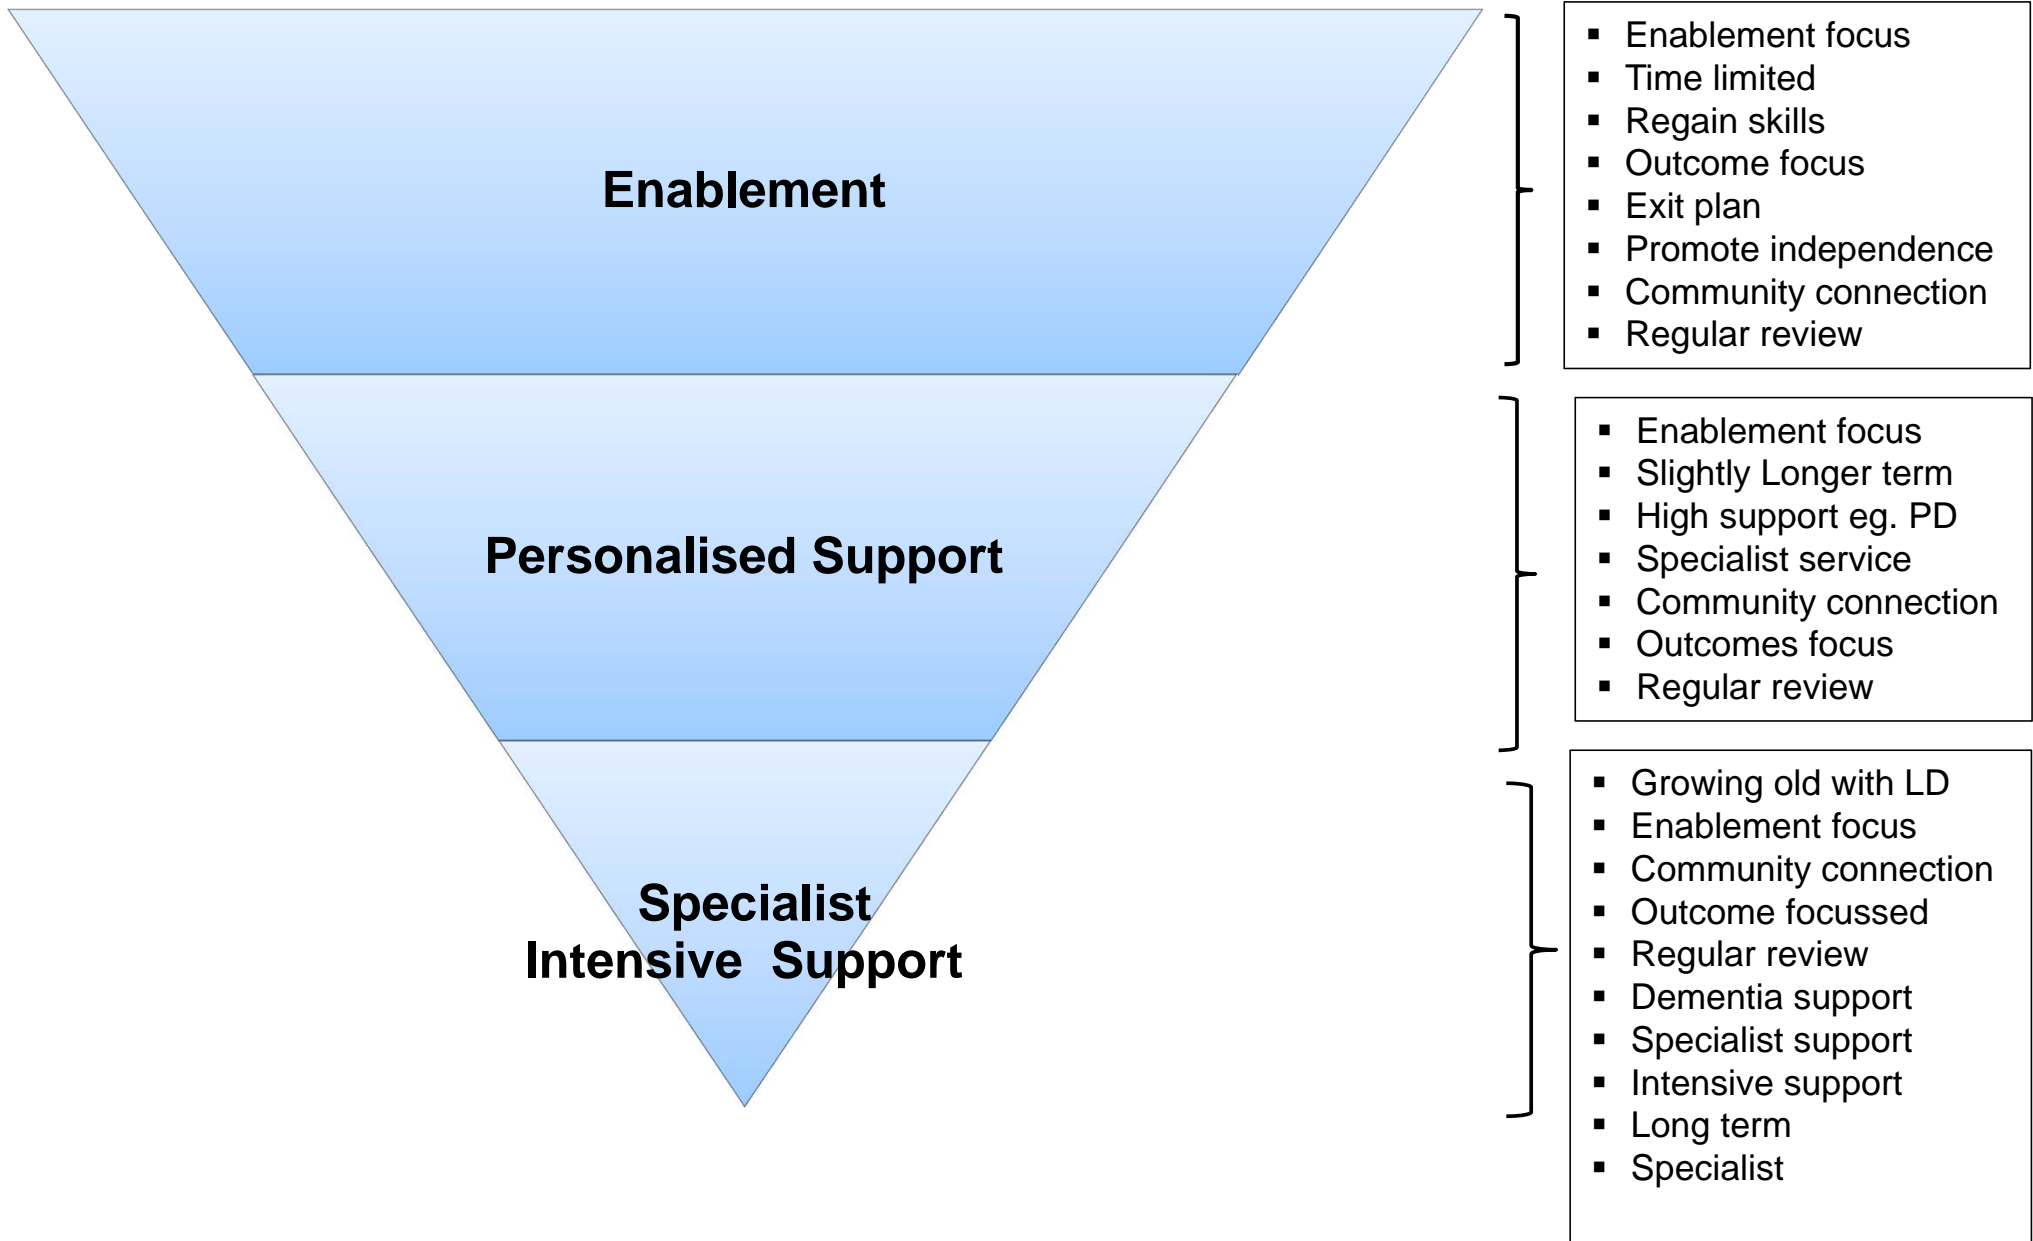 Enablement
▪ Enablement focus
▪ Time limited
▪ Regain skills
▪ Outcome focus
▪ Exit plan
▪ Promote independence
▪ Community connection
▪ Regular review
Personalised Support
▪ Enablement focus
▪ Slightly Longer term
▪ High support eg. PD
▪ Specialist service
▪ Community connection
▪ Outcomes focus
▪ Regular review
Specialist
Intensive  Support
▪ Growing old with LD
▪ Enablement focus
▪ Community connection
▪ Outcome focussed
▪ Regular review
▪ Dementia support
▪ Specialist support
▪ Intensive support
▪ Long term
▪ Specialist